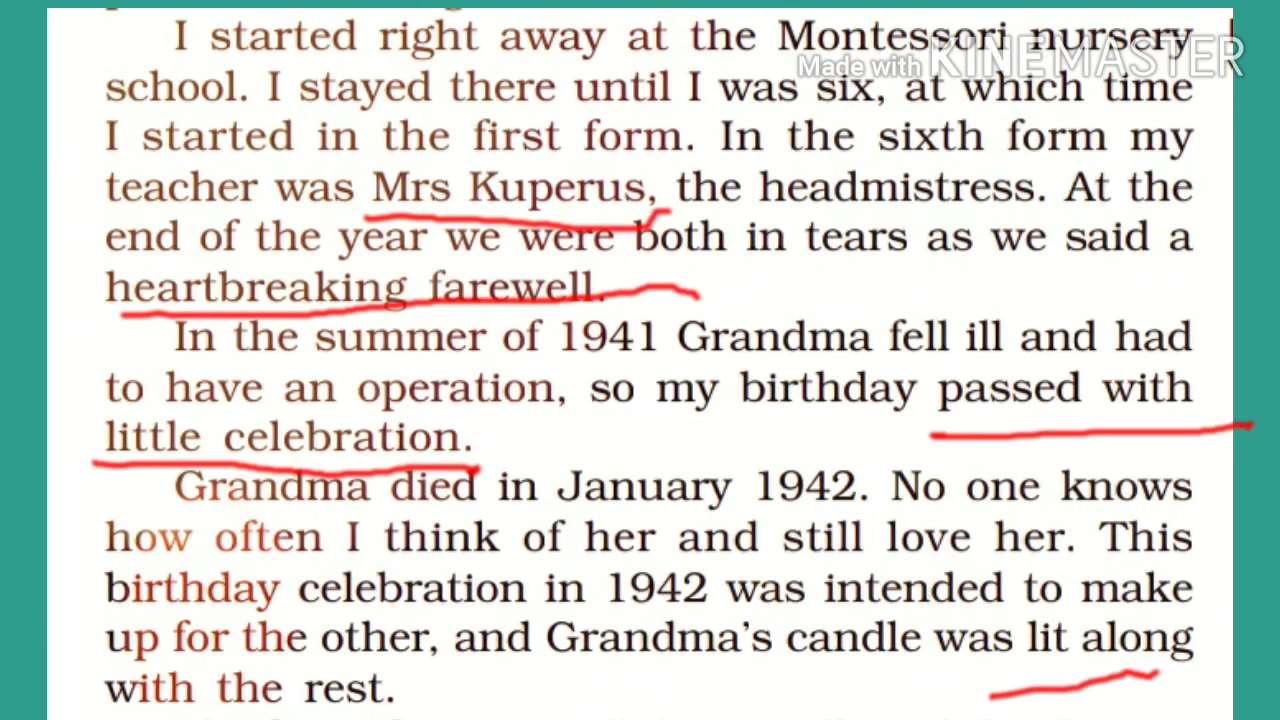 I started right away at the Montessori nursery
Made with KINEMASTER
school. I stayed there until I was six, at which time
I started in the first form. In the sixth form my
teacher was Mrs Kuperus, the headmistress. At the
end of the year we were both in tears as we said a
heartbreaking farewell.
In the summer of 1941 Grandma fell ill and had
to have an operation, so my birthday passed with
little celebration.
Grandma died in January 1942. No one knows
how often I think of her and still love her. This
birthday celebration in 1942 was intended to make
up for the other, and Grandma's candle was lit along
with the rest.